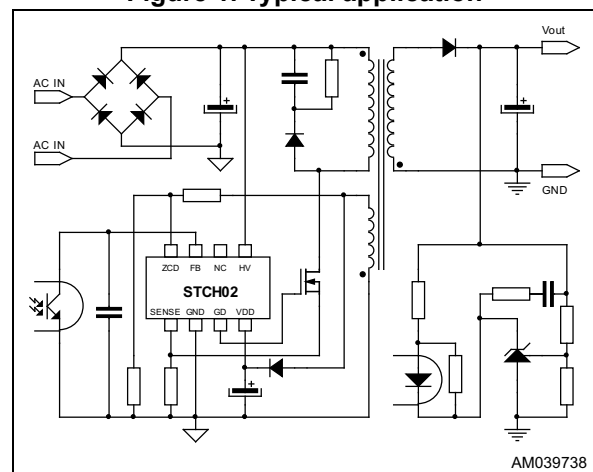 Figure 1. Typical application
AC IN
AC IN
Vout
GND
ZCD FB NC HV
STCH02
SENSE GND GD VDD
AM039738